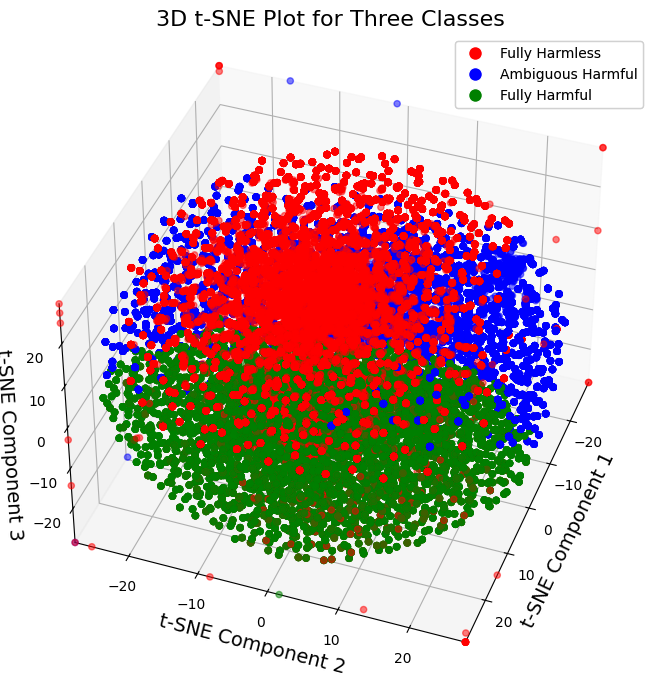 3D t-SNE Plot for Three Classes
Fully Harmless
Ambiguous Harmful
Fully Harmful
20
10
0
−10
−20
t-SNE Component 3
−20
−10
0
10
20
t-SNE Component 2
−20
−10
0
10
20
t-SNE Component 1